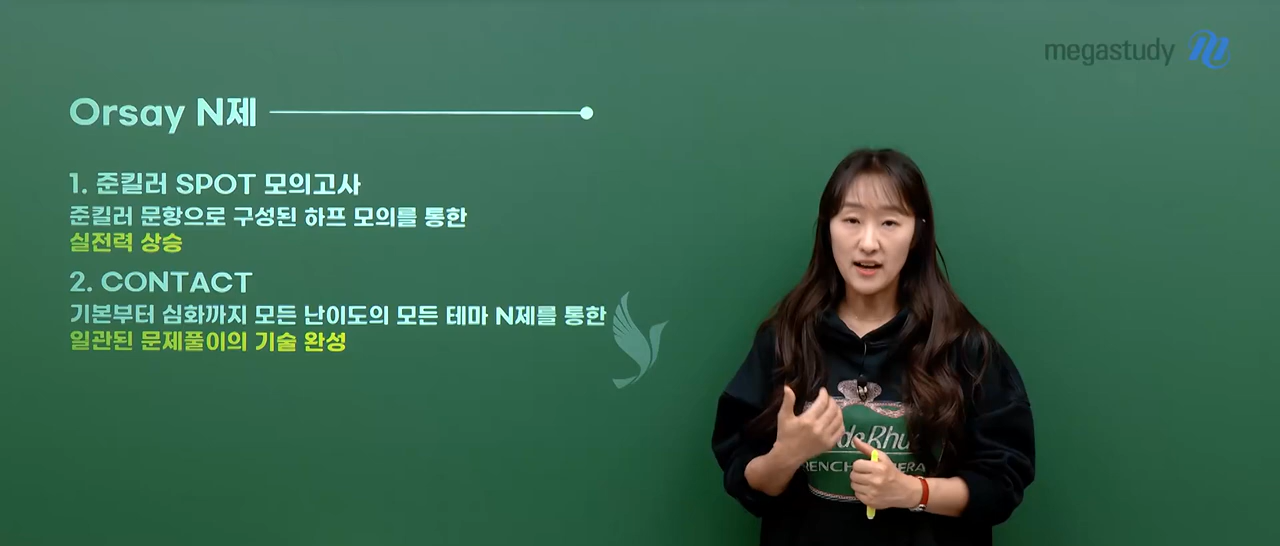 megastudy
Orsay N제
1. 준킬러 SPOT 모의고사
준킬러 문항으로 구성된 하프 모의를 통한
실전력 상승
2. CONTACT
기본부터 심화까지 모든 난이도의 모든 테마 N제를 통한
일관된 문제풀이의 기술 완성